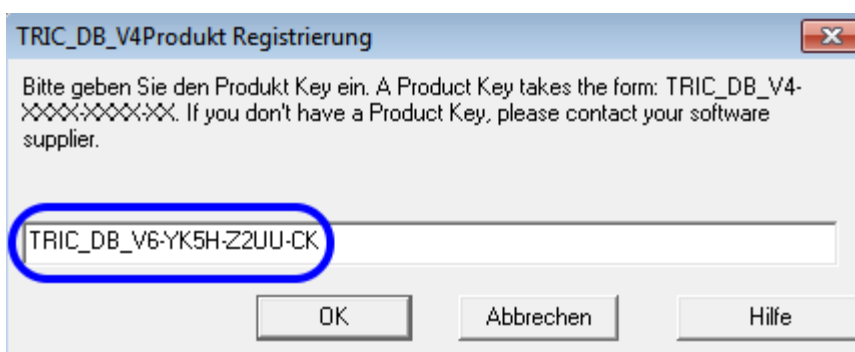 TRIC_DB_V4Produkt Registrierung
Bitte geben Sie den Produkt Key ein. A Product Key takes the form: TRIC_DB_V4-
XXXX-XXXX-XX. If you don't have a Product Key, please contact your software
supplier.
TRIC_DB_V6-YK5H-Z2UU-CK
OK Abbrechen Hilfe